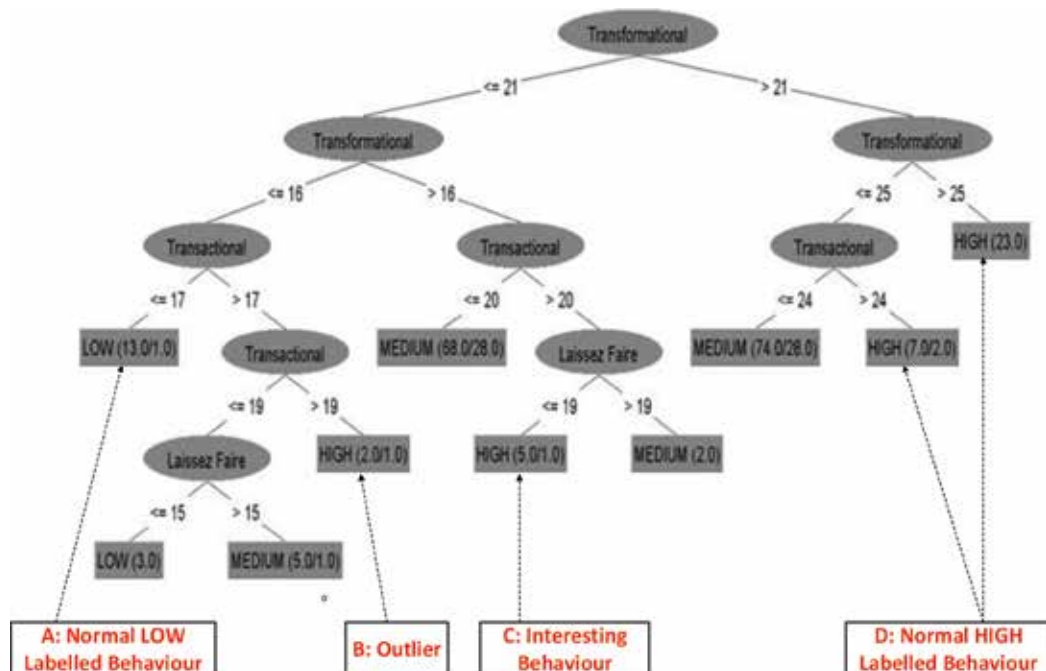 Transformational
<= 21
> 21
Transformational
Transformational
<= 16
> 16
<= 25
> 25
Transactional
Transactional
Transactional
HIGH (23.0)
<= 17
> 17
<= 20
> 20
<= 24
> 24
LOW (13.0/1.0)
Transactional
MEDIUM (68.0/28.0)
Laissez Faire
MEDIUM (74.0/28.0)
HIGH (7.0/2.0)
<= 19
> 19
<= 19
> 19
Laissez Faire
HIGH (2.0/1.0)
HIGH (5.0/1.0)
MEDIUM (2.0)
<= 15
> 15
LOW (3.0)
MEDIUM (5.0/1.0)
A: Normal LOW
Labelled Behaviour
B: Outlier
C: Interesting
Behaviour
D: Normal HIGH
Labelled Behaviour